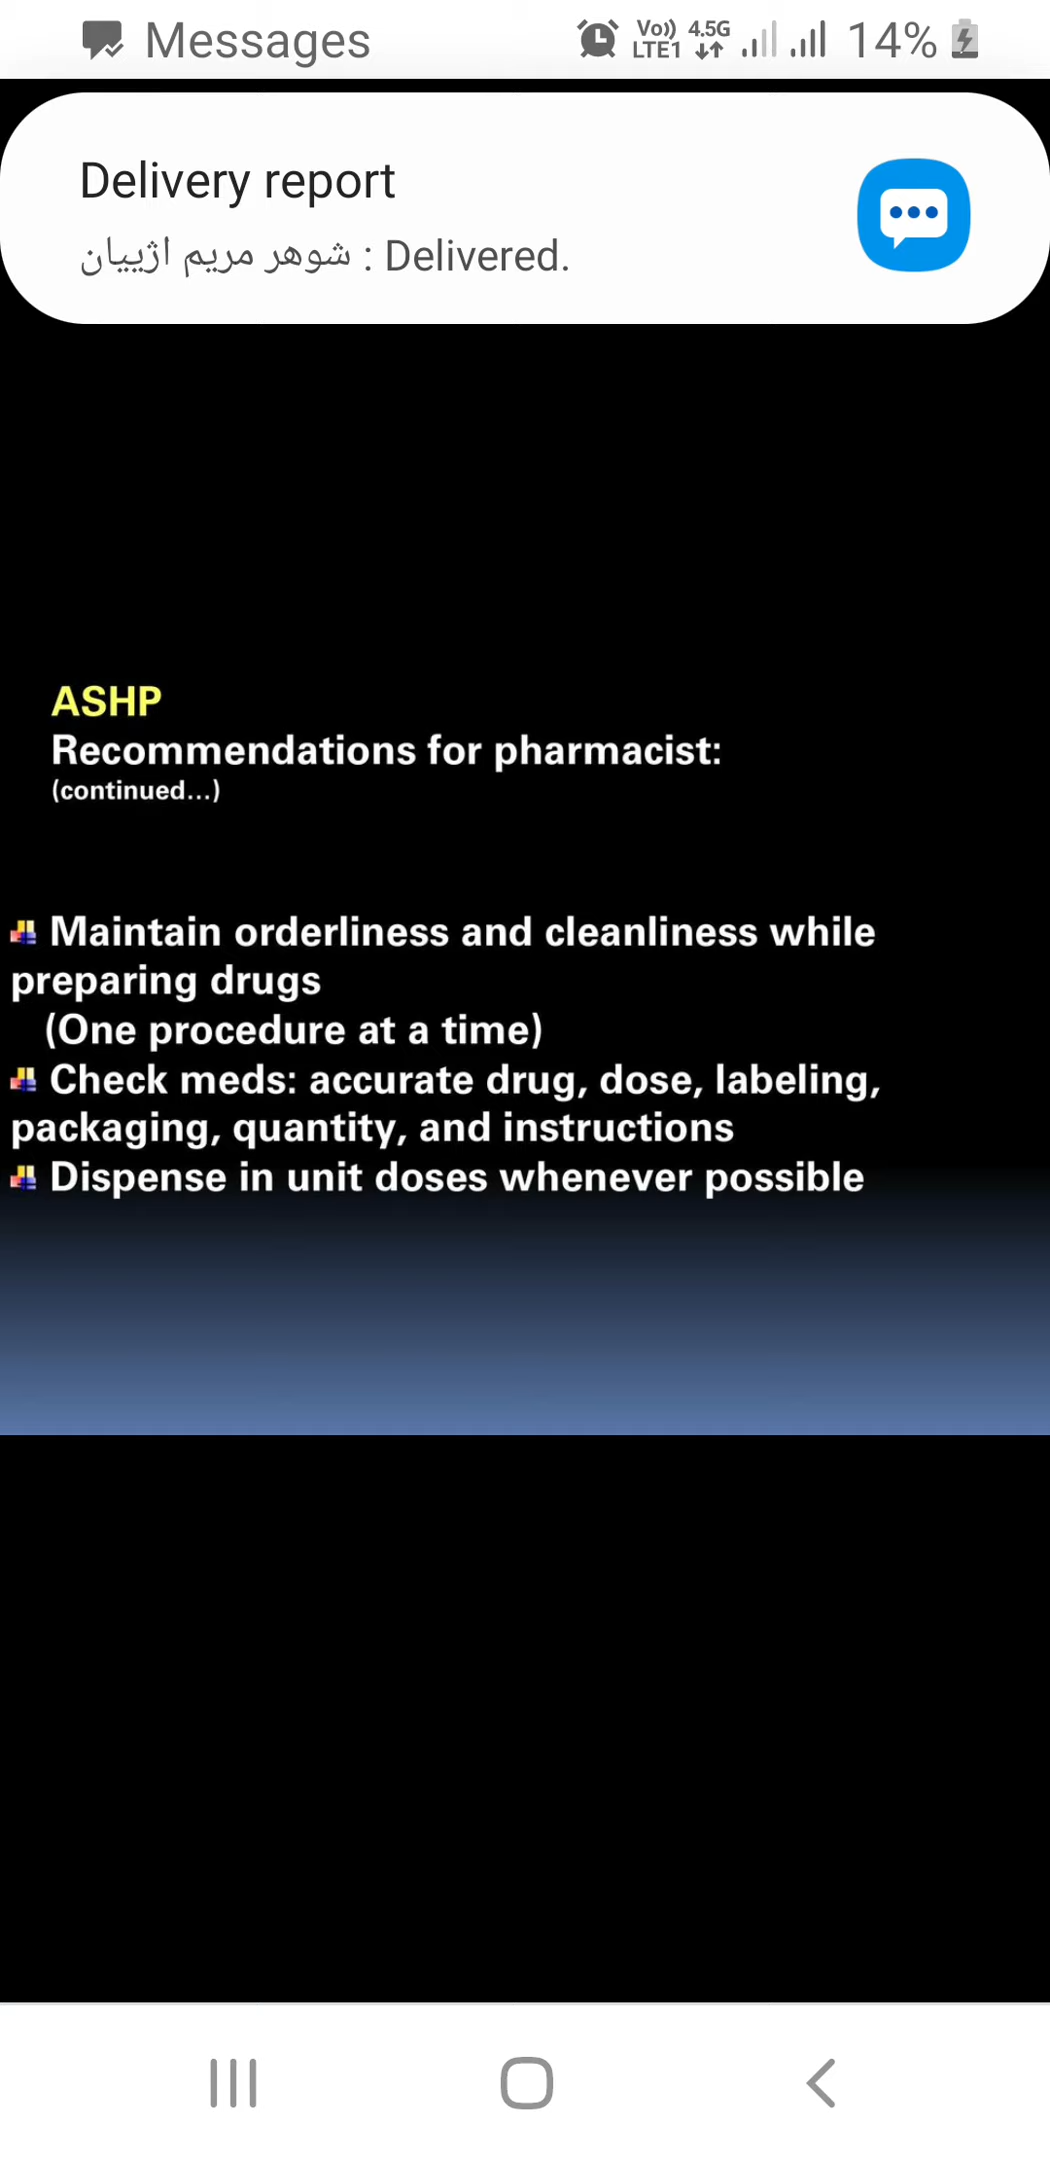 Messages
Vo)) LTE1 4.5G 14%
Delivery report
شوهر مریم اژییان : Delivered.
ASHP
Recommendations for pharmacist:
(continued...)
Maintain orderliness and cleanliness while
preparing drugs
(One procedure at a time)
Check meds: accurate drug, dose, labeling,
packaging, quantity, and instructions
Dispense in unit doses whenever possible